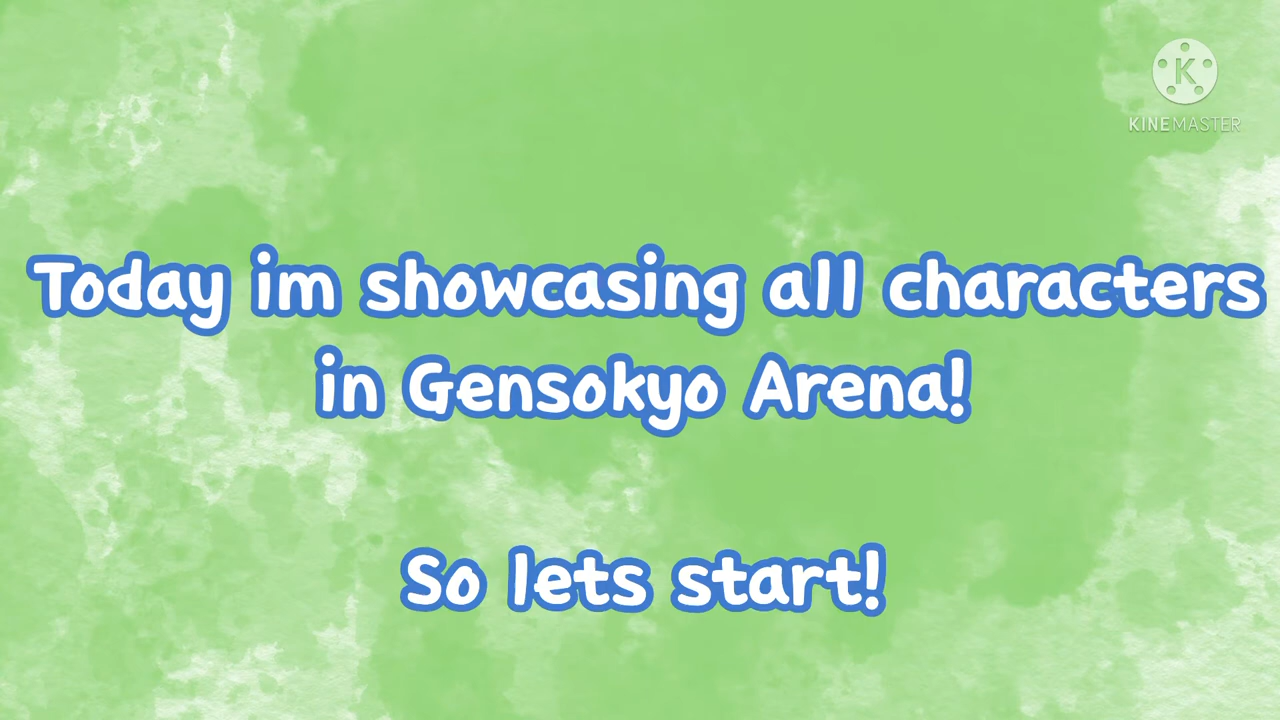 K
KINEMASTER
Today im showcasing all characters
in Gensokyo Arena!
So lets start!